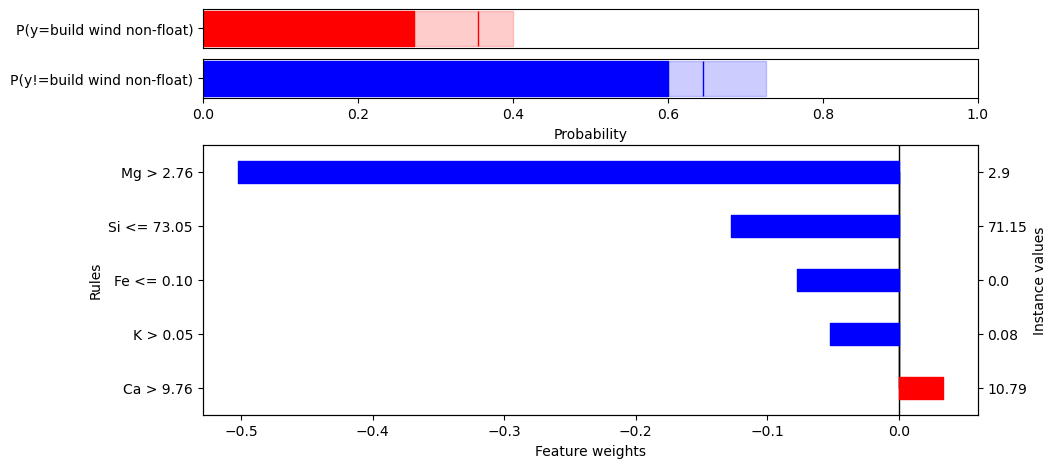 P(y=build wind non-float)
P(y!=build wind non-float)
0.0 0.2 0.4 0.6 0.8 1.0
Probability
Mg > 2.76 2.9
Si <= 73.05 71.15
Fe <= 0.10 0.0
K > 0.05 0.08
Ca > 9.76 10.79
Rules
Instance values
−0.5 −0.4 −0.3 −0.2 −0.1 0.0
Feature weights